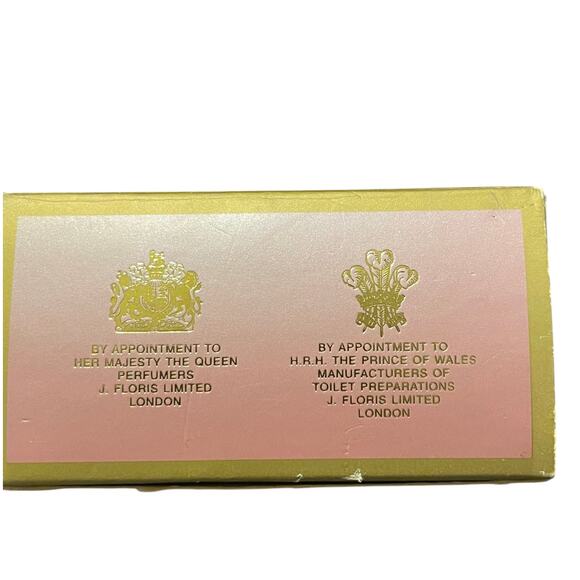 BY APPOINTMENT TO
HER MAJESTY THE QUEEN
PERFUMERS
J. FLORIS LIMITED
LONDON
BY APPOINTMENT TO
H.R.H. THE PRINCE OF WALES
MANUFACTURERS OF
TOILET PREPARATIONS
J. FLORIS LIMITED
LONDON